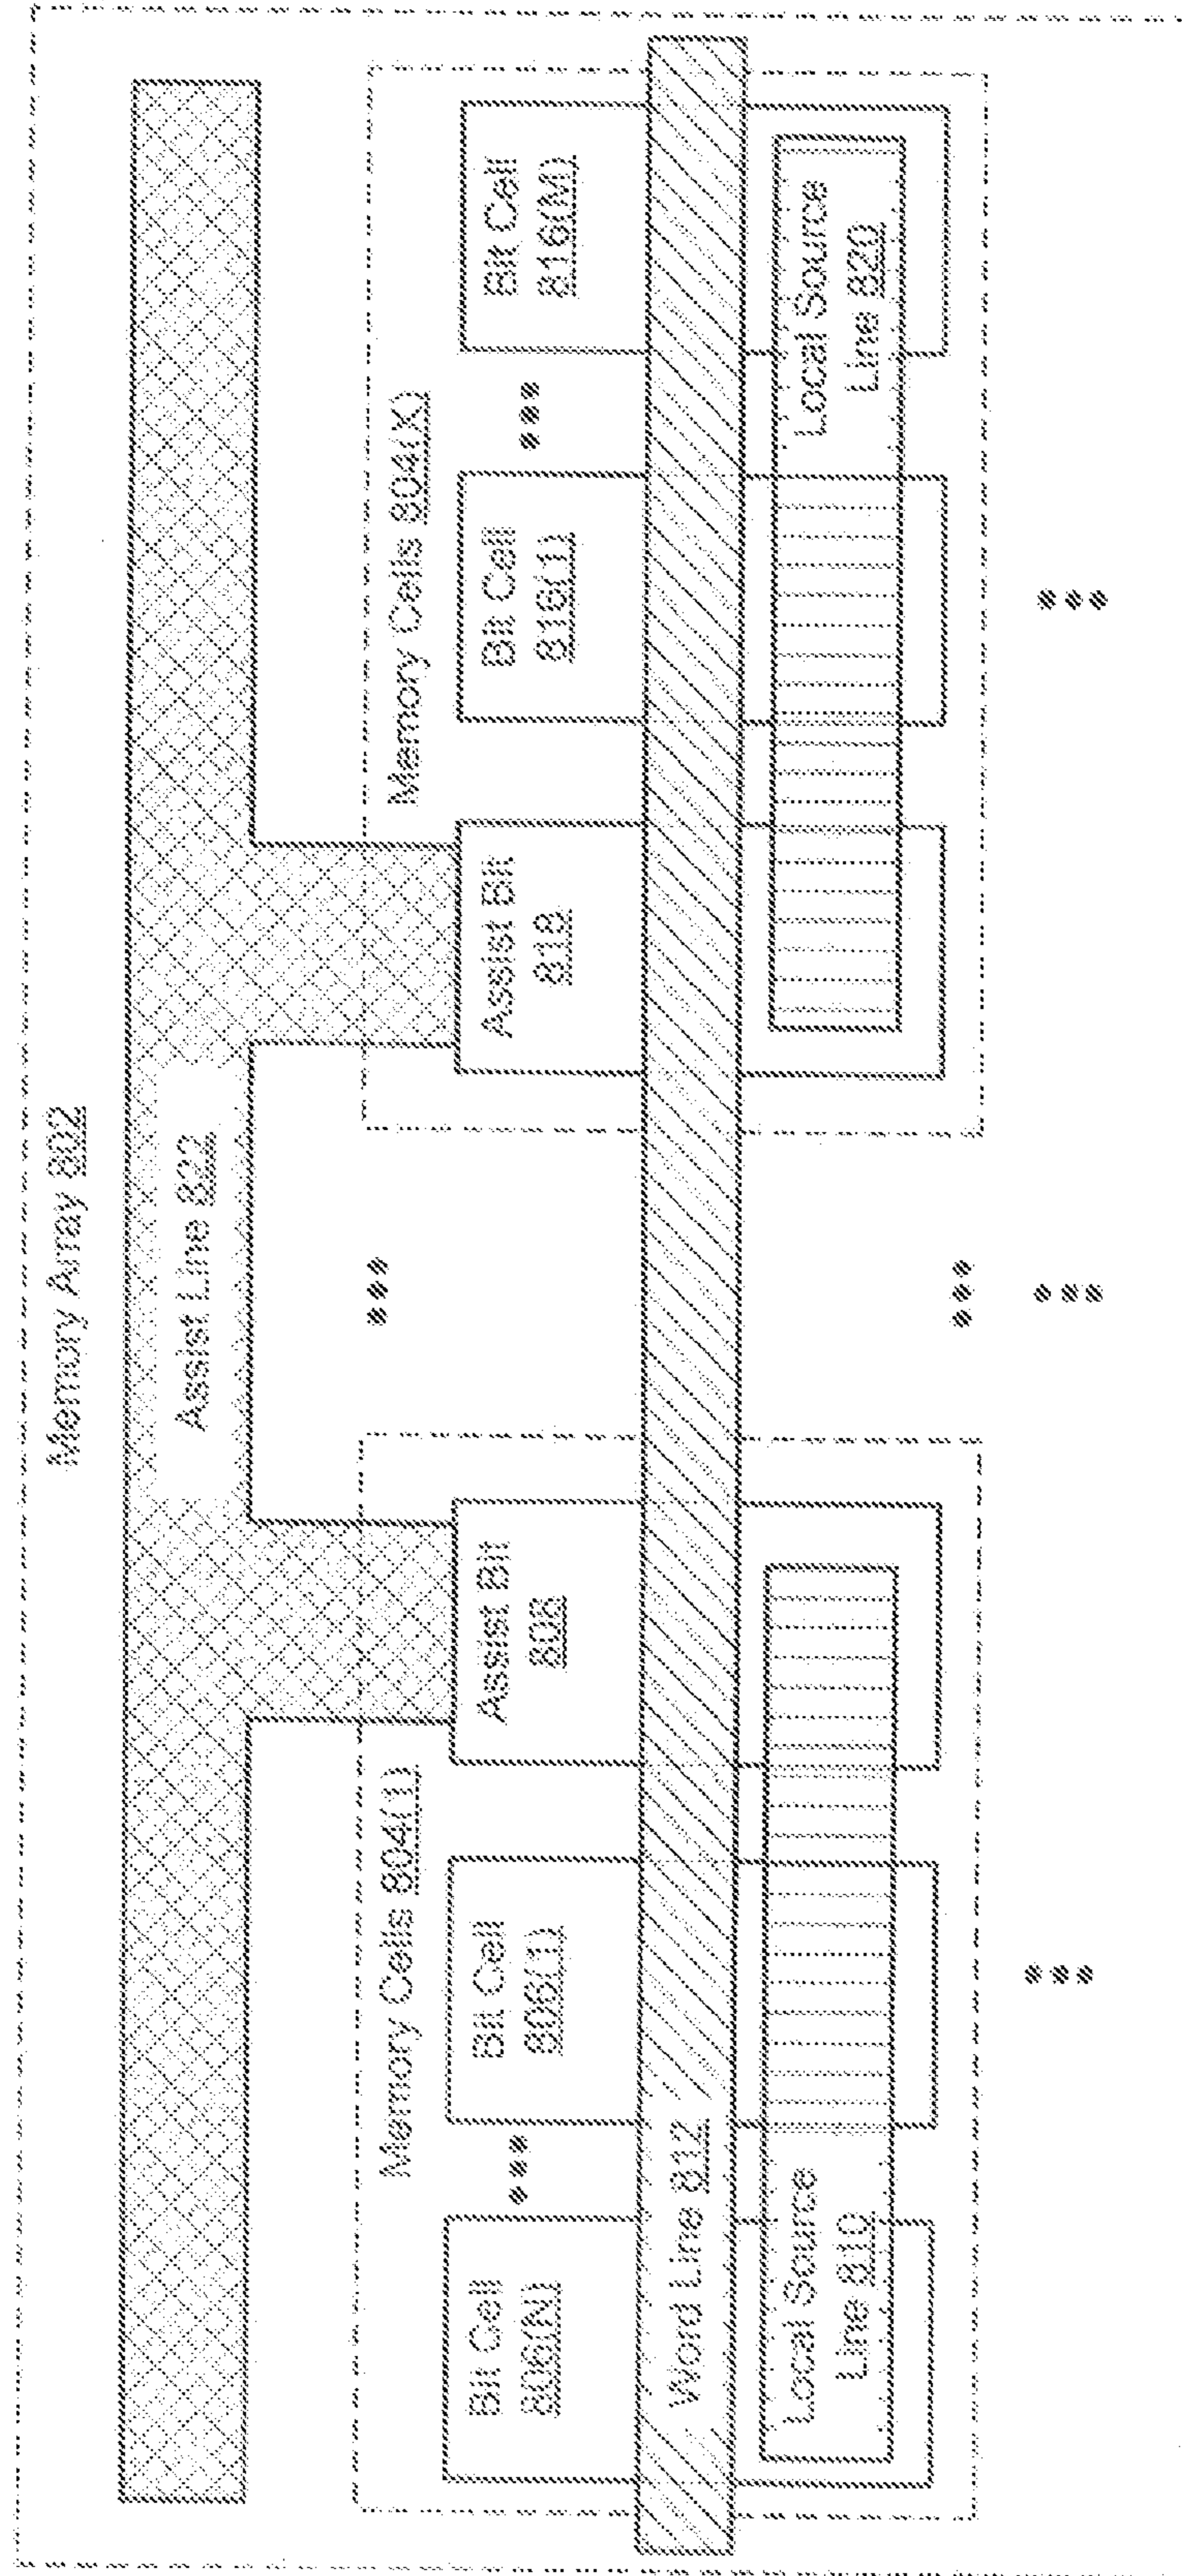 Memory Array 802
Assist Line 822
Memory Cells 804(1)
Memory Cells 804(K)
Bit Cell
806(N)
Bit Cell
806(1)
Assist Bit
808
Assist Bit
818
Bit Cell
816(1)
Bit Cell
816(M)
Word Line 812
Local Source
Line 810
Local Source
Line 820